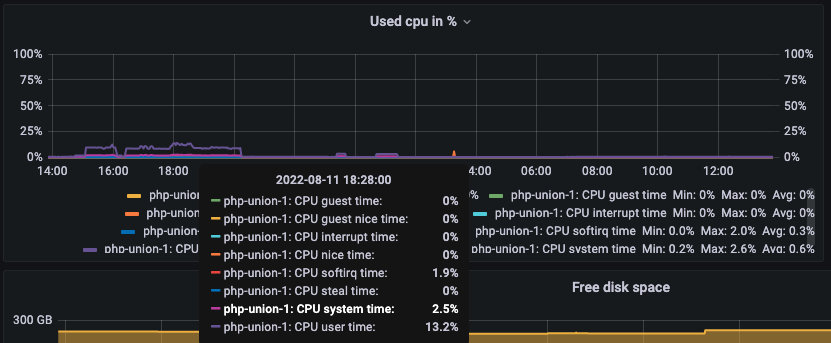 Used cpu in %
100% 100%
75% 75%
50% 50%
25% 25%
0% 0%
14:00 16:00 18:00 4:00 06:00 08:00 10:00 12:00
2022-08-11 18:28:00
php-union-1: CPU guest time: 0%
php-union-1: CPU guest nice time: 0%
php-union-1: CPU interrupt time: 0%
php-union-1: CPU nice time: 0%
php-union-1: CPU softirq time: 1.9%
php-union-1: CPU steal time: 0%
php-union-1: CPU system time: 2.5%
php-union-1: CPU user time: 13.2%
php-unio % php-union-1: CPU guest time Min: 0% Max: 0% Avg: 0%
php-union- php-union-1: CPU interrupt time Min: 0% Max: 0% Avg: 0%
php-union- php-union-1: CPU softirq time Min: 0.0% Max: 2.0% Avg: 0.3%
php-union-1: CPU php-union-1: CPU system time Min: 0.2% Max: 2.6% Avg: 0.6%
Free disk space
300 GB